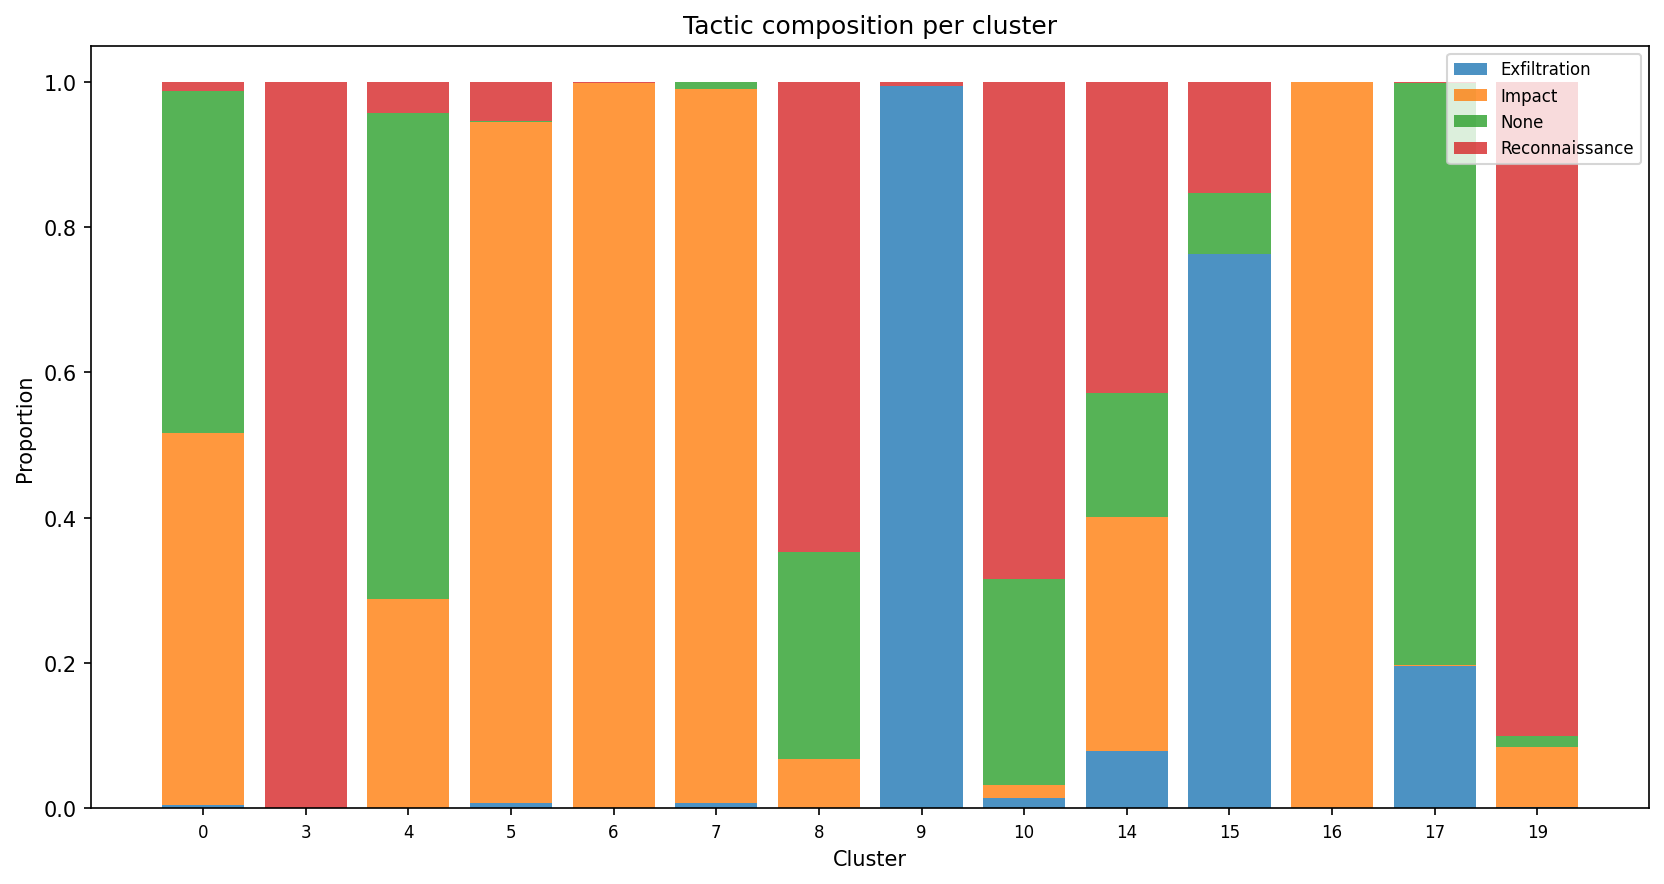 Tactic composition per cluster
Exfiltration
Impact
None
Reconnaissance
1.0
0.8
0.6
0.4
0.2
0.0
Proportion
0 3 4 5 6 7 8 9 10 14 15 16 17 19
Cluster